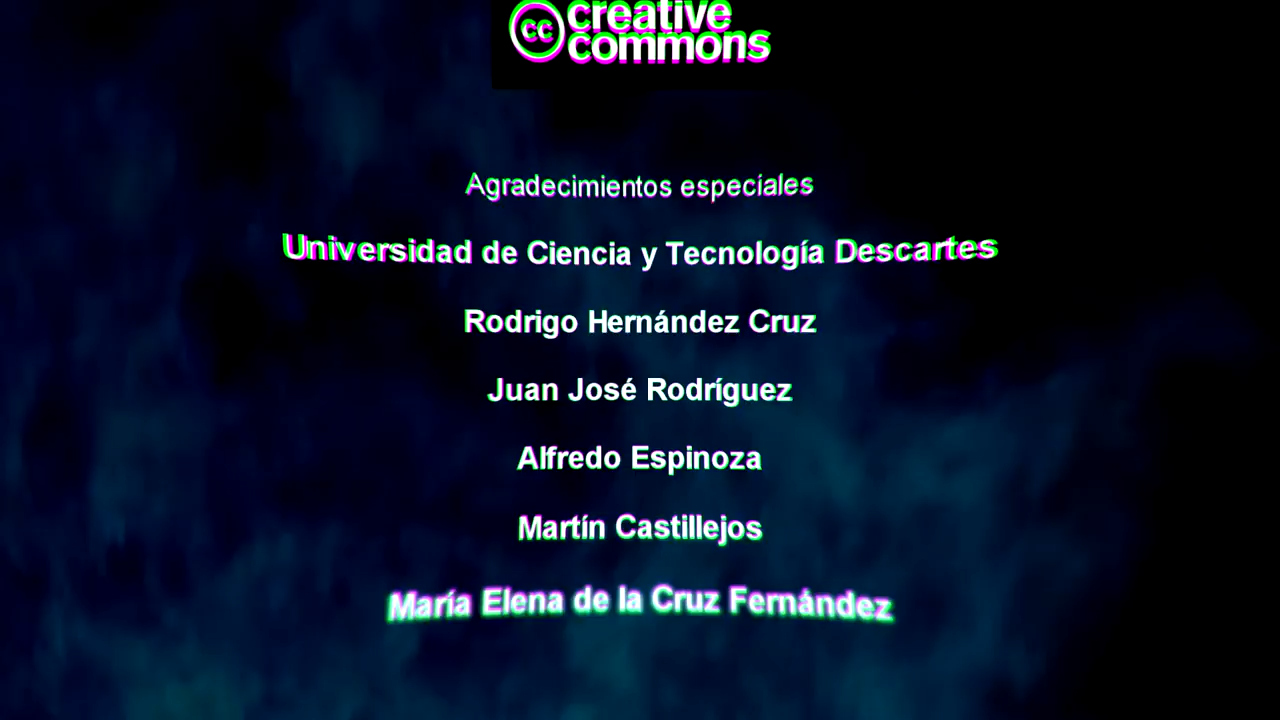 cc creative
commons
Agradecimientos especiales
Universidad de Ciencia y Tecnología Descartes
Rodrigo Hernández Cruz
Juan José Rodríguez
Alfredo Espinoza
Martín Castillejos
María Elena de la Cruz Fernández